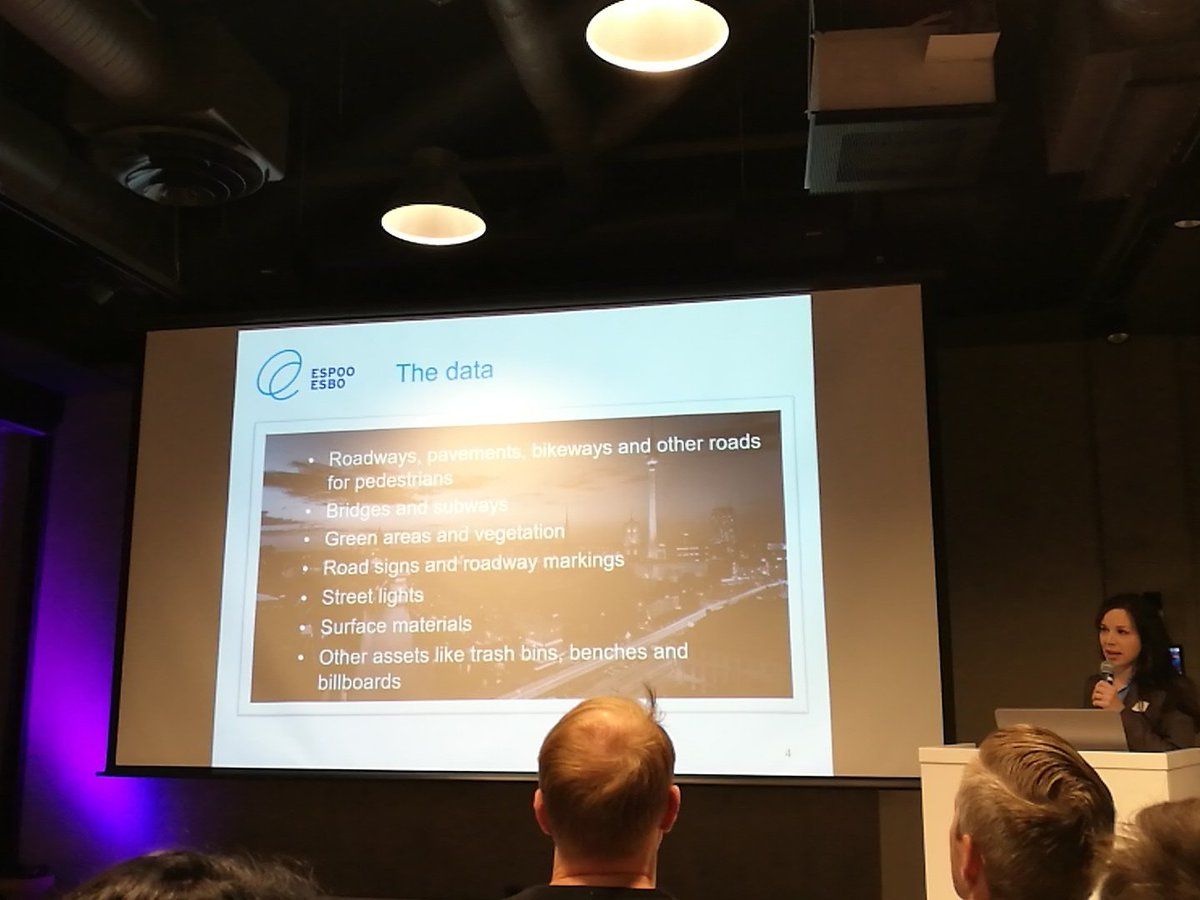 ESPOO
ESBO
The data
• Roadways, pavements, bikeways and other roads
for pedestrians
• Bridges and subways
• Green areas and vegetation
• Road signs and roadway markings
• Street lights
• Surface materials
• Other assets like trash bins, benches and
billboards
4